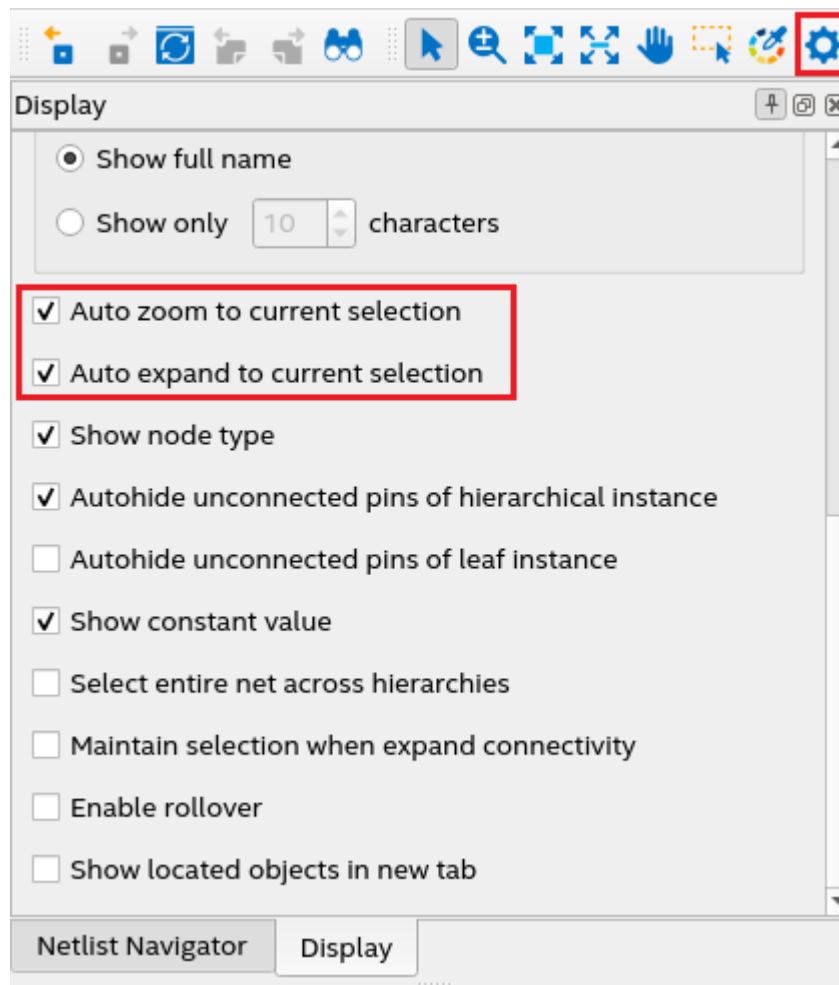 Display
Show full name
Show only 10 characters
Auto zoom to current selection
Auto expand to current selection
Show node type
Autohide unconnected pins of hierarchical instance
Autohide unconnected pins of leaf instance
Show constant value
Select entire net across hierarchies
Maintain selection when expand connectivity
Enable rollover
Show located objects in new tab
Netlist Navigator Display